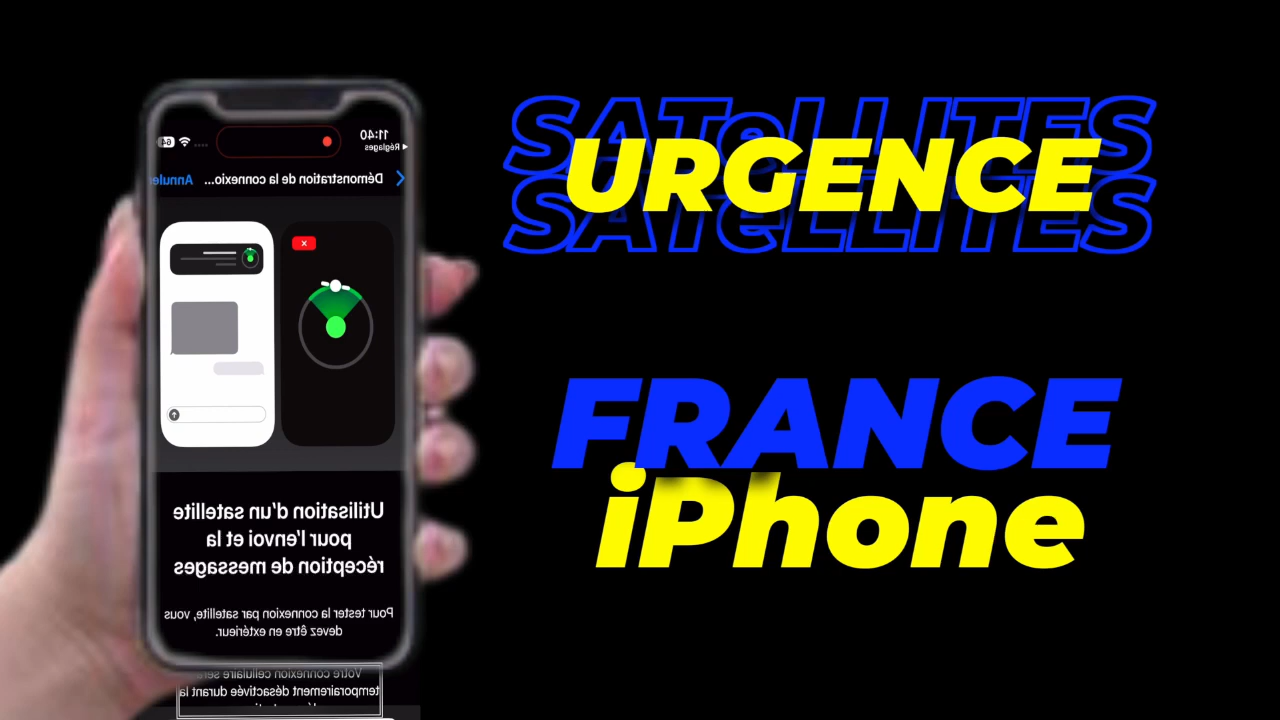 11:40
64
◀ Réglages
Démonstration de la connexio...
Annuler
Utilisation d'un satellite
pour l'envoi et la
réception de messages
Pour tester la connexion par satellite, vous
devez être en extérieur.
Votre connexion cellulaire sera
temporairement désactivée durant la
SATeLLITES
URGENCE
SATeLLITES
FRANCE
iPhone